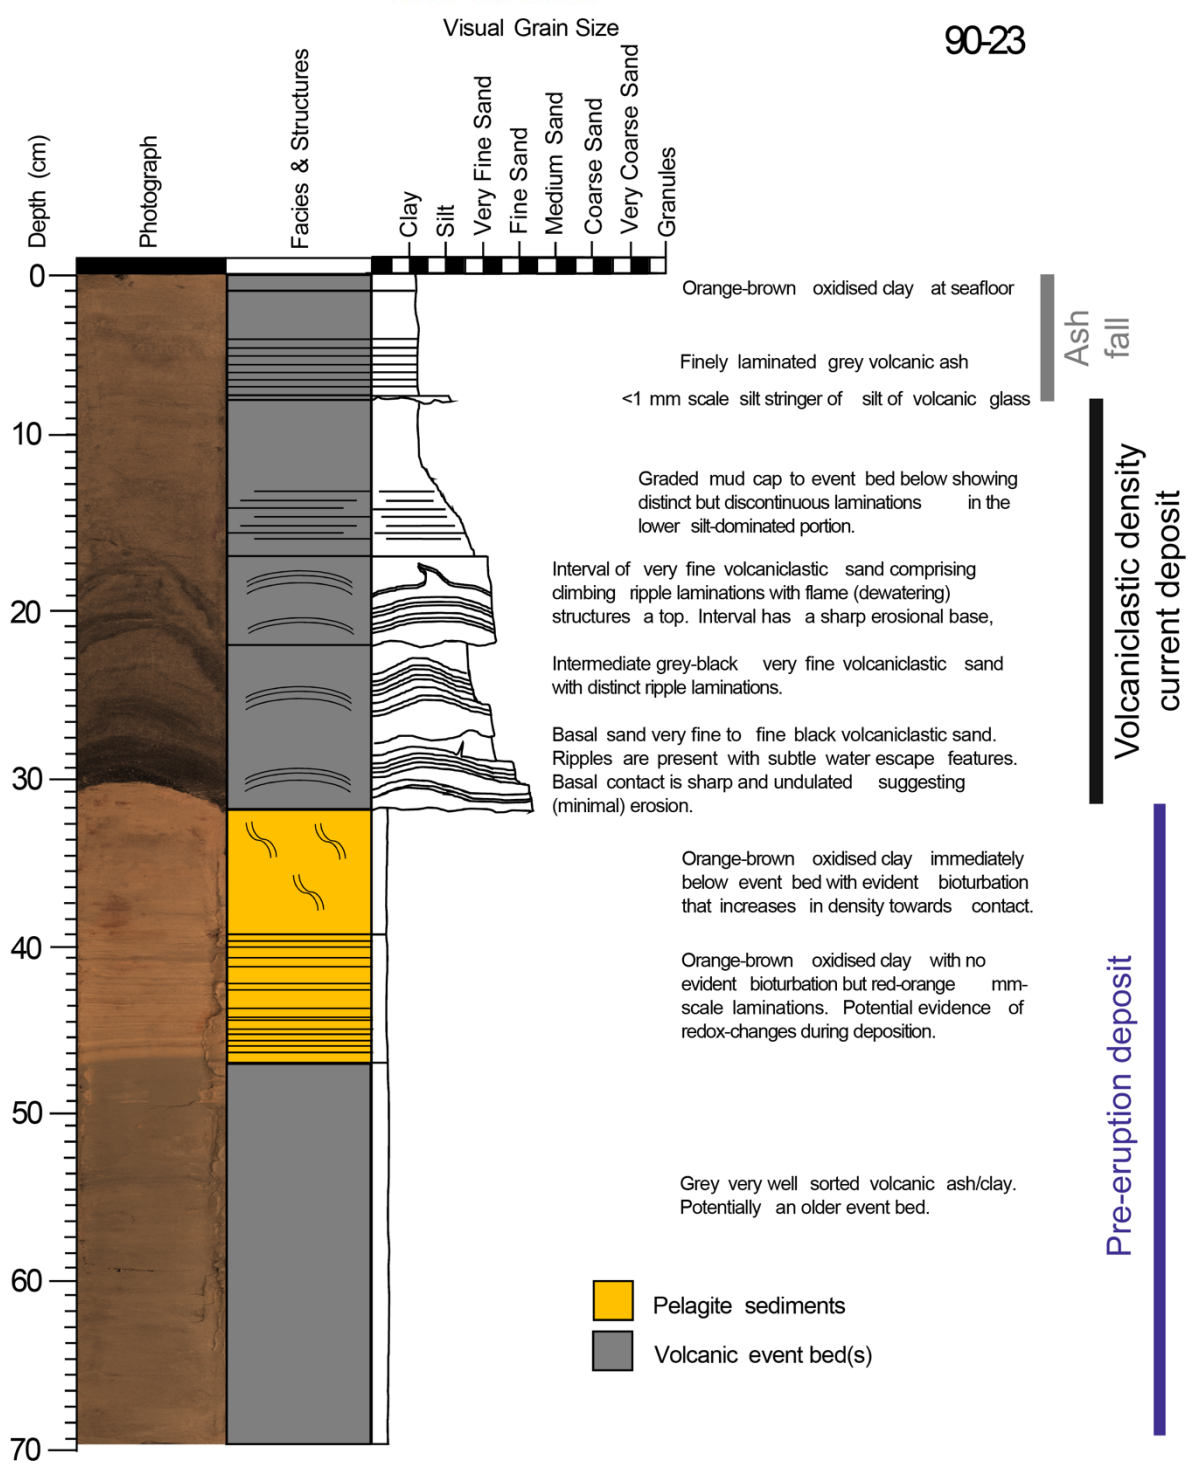 Visual Grain Size
90-23
Depth (cm)
Photograph
Facies & Structures
Clay
Silt
Very Fine Sand
Fine Sand
Medium Sand
Coarse Sand
Very Coarse Sand
Granules
0
10
20
30
40
50
60
70
Orange-brown oxidised clay at seafloor
Finely laminated grey volcanic ash
<1 mm scale silt stringer of silt of volcanic glass
Graded mud cap to event bed below showing
distinct but discontinuous laminations in the
lower silt-dominated portion.
Interval of very fine volcaniclastic sand comprising
climbing ripple laminations with flame (dewatering)
structures a top. Interval has a sharp erosional base,
Intermediate grey-black very fine volcaniclastic sand
with distinct ripple laminations.
Basal sand very fine to fine black volcaniclastic sand.
Ripples are present with subtle water escape features.
Basal contact is sharp and undulated suggesting
(minimal) erosion.
Orange-brown oxidised clay immediately
below event bed with evident bioturbation
that increases in density towards contact.
Orange-brown oxidised clay with no
evident bioturbation but red-orange mm-
scale laminations. Potential evidence of
redox-changes during deposition.
Grey very well sorted volcanic ash/clay.
Potentially an older event bed.
Pelagite sediments
Volcanic event bed(s)
Ash
fall
Volcaniclastic density
current deposit
Pre-eruption deposit